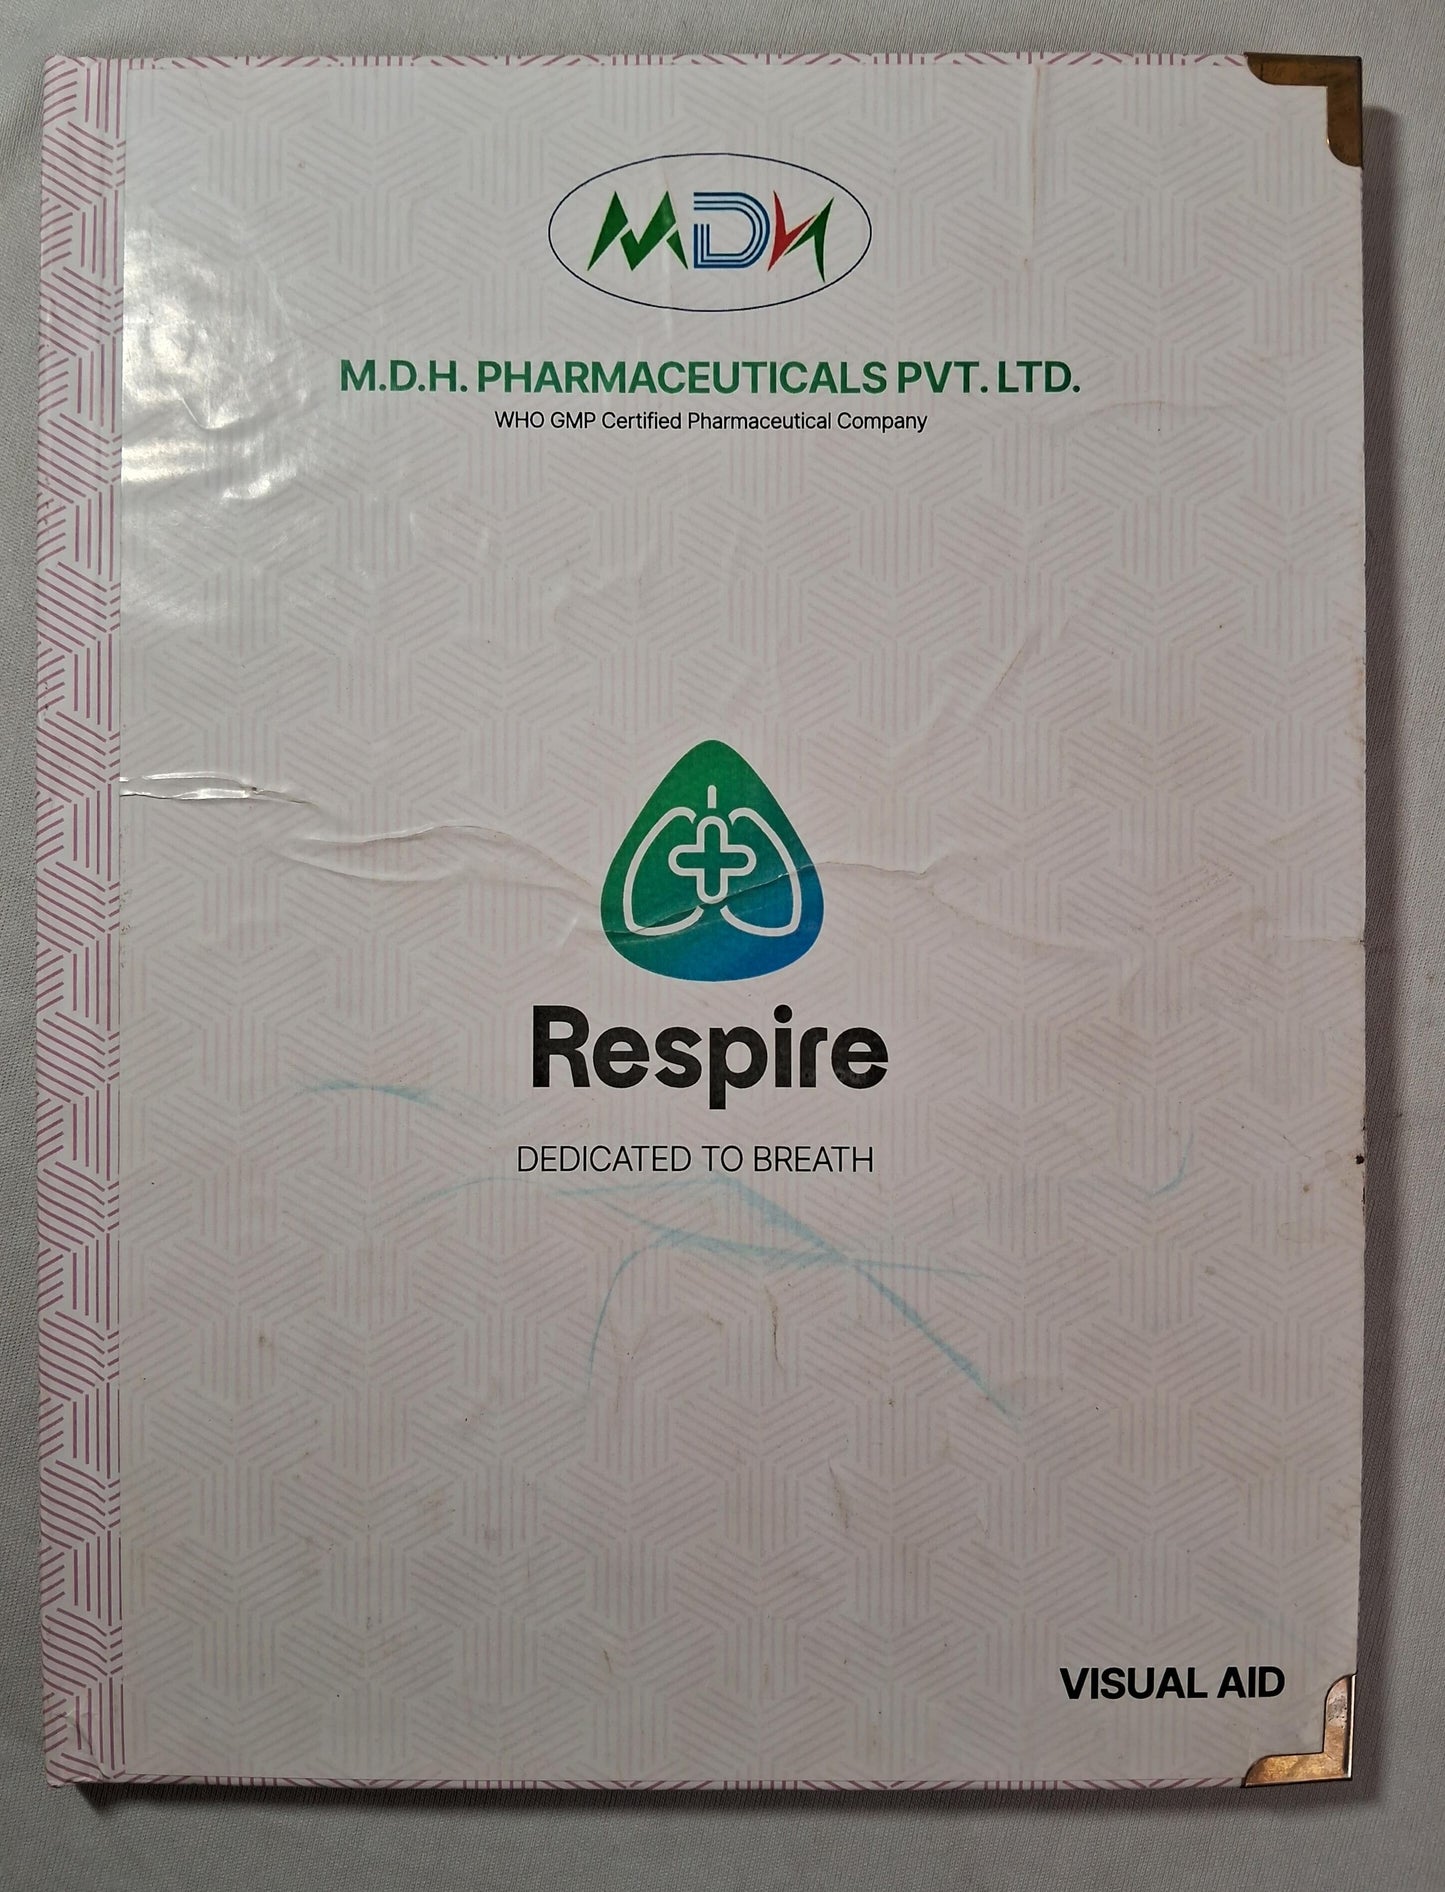 MDH
M.D.H. PHARMACEUTICALS PVT. LTD.
WHO GMP Certified Pharmaceutical Company
Respire
DEDICATED TO BREATH
VISUAL AID